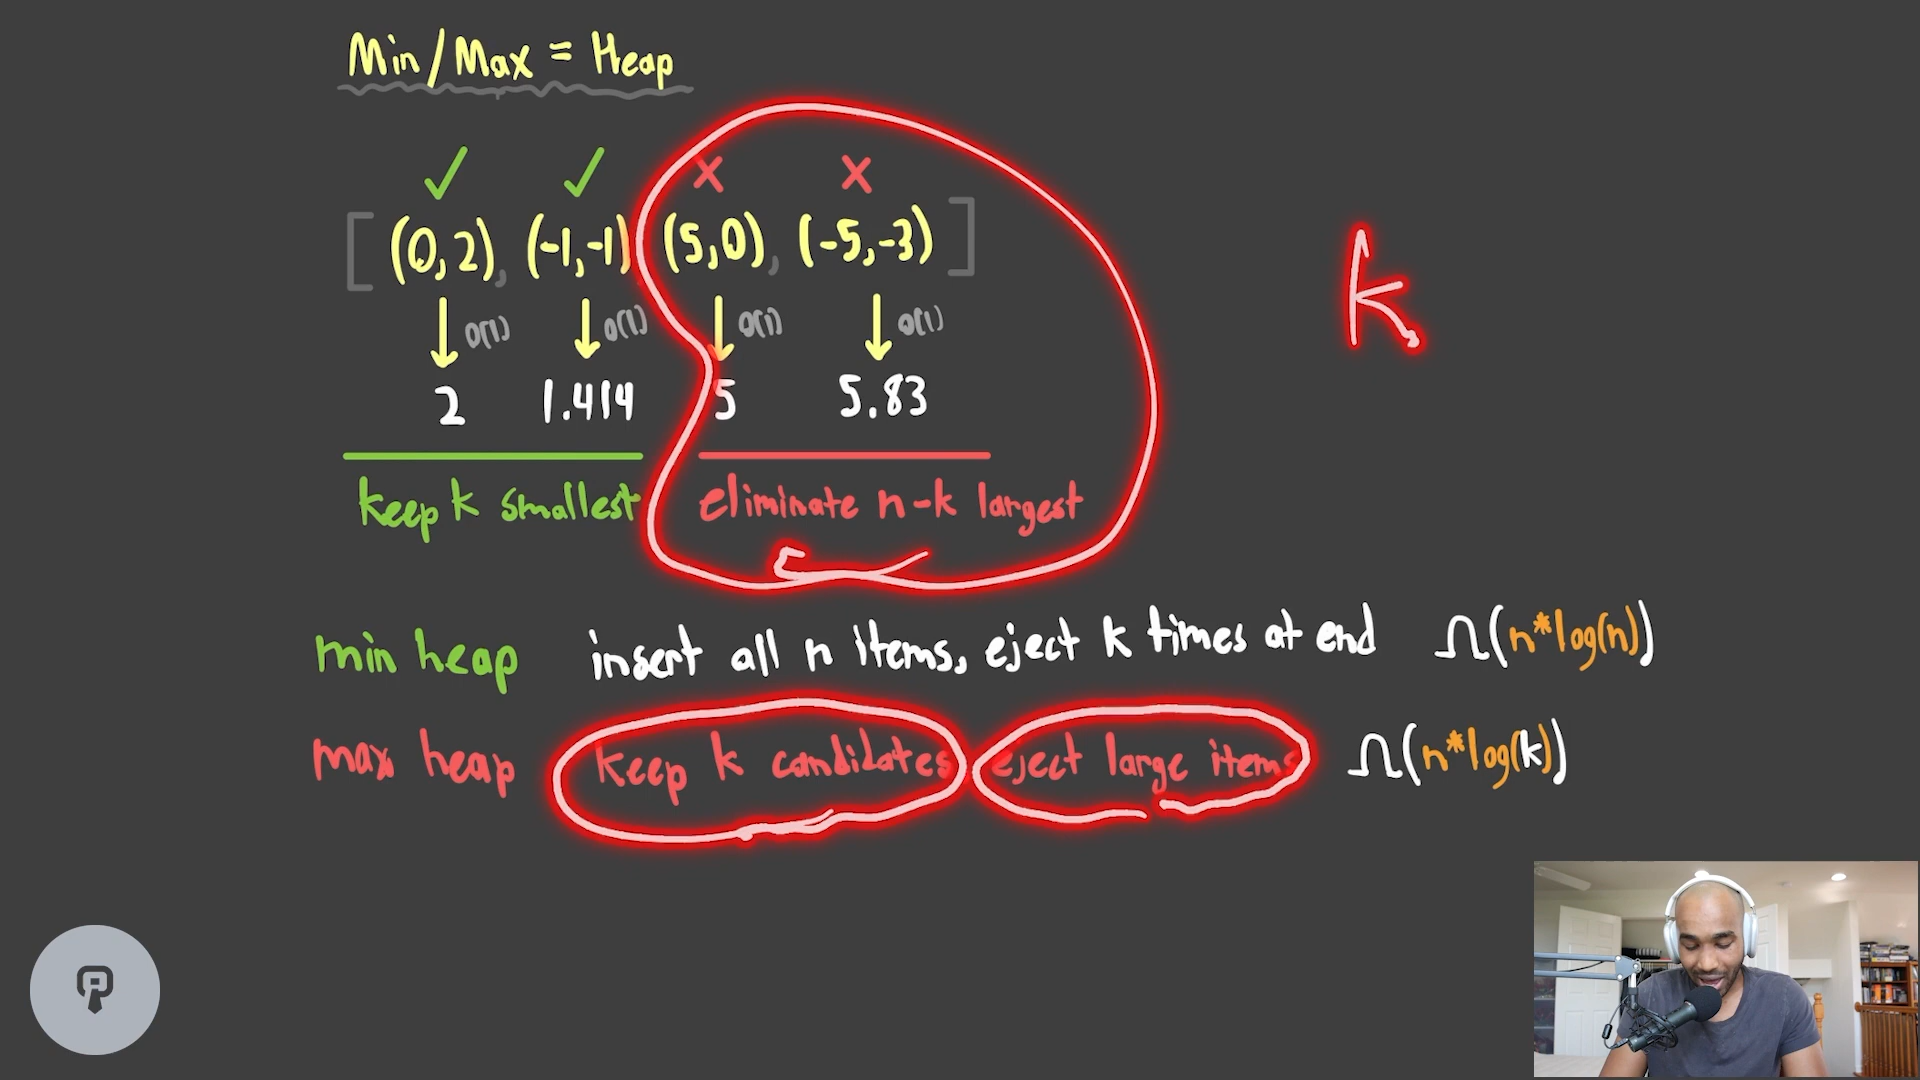 Min/Max = Heap
✓ ✓ X X
[(0,2), (-1,-1), (5,0), (-5,-3)]
O(1) O(1) O(1) O(1)
2 1.414 5 5.83
k
keep k smallest eliminate n-k largest
min heap insert all n items, eject k times at end Ω(n*log(n))
max heap keep k candidates eject large items Ω(n*log(k))